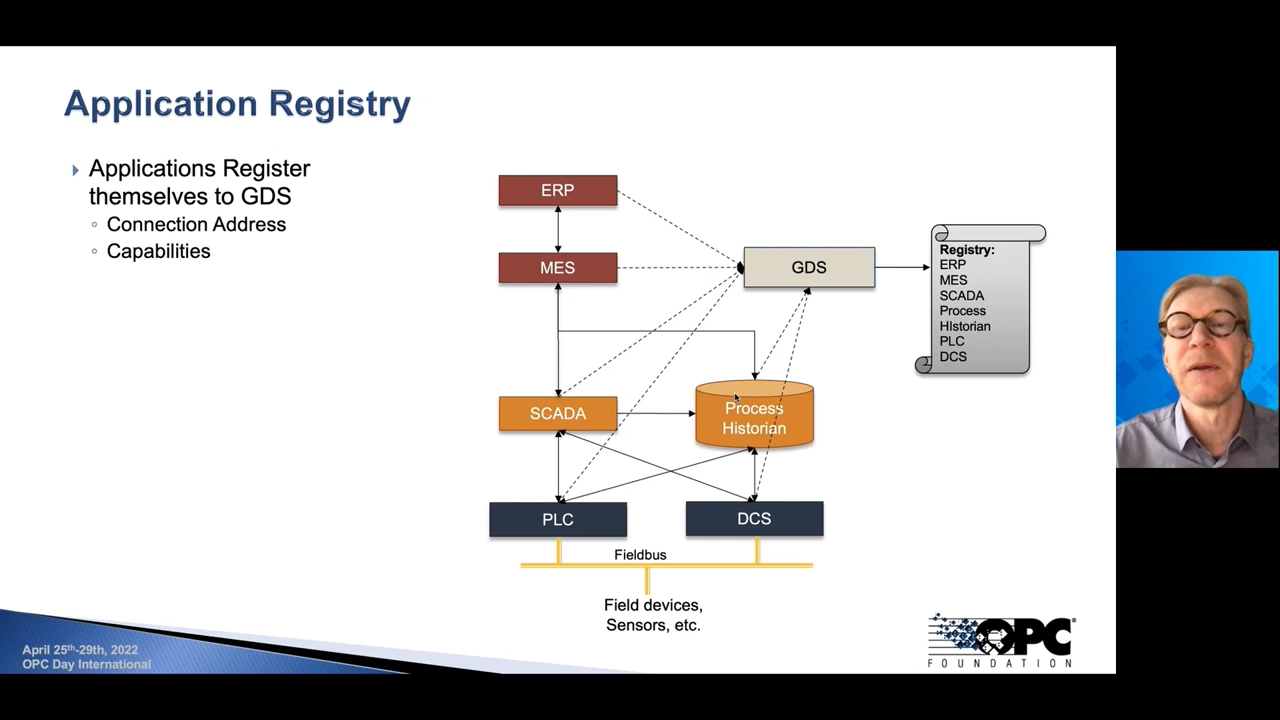 Application Registry
Applications Register
themselves to GDS
Connection Address
Capabilities
ERP
MES
GDS
Registry:
ERP
MES
SCADA
Process
HIstorian
PLC
DCS
SCADA
Process
Historian
PLC
DCS
Fieldbus
Field devices,
Sensors, etc.
April 25th-29th, 2022
OPC Day International
OPC
FOUNDATION